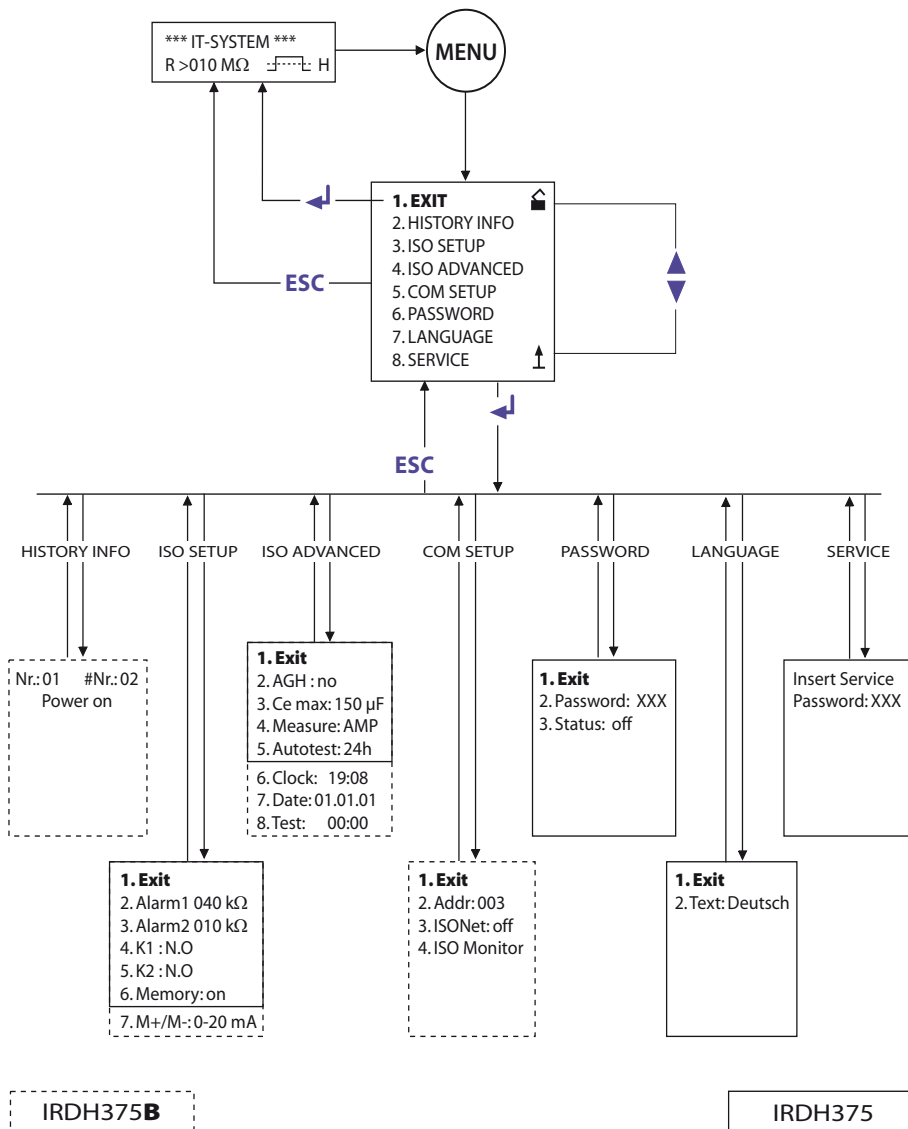 *** IT-SYSTEM ***
R >010 MΩ H
MENU
1. EXIT
2. HISTORY INFO
3. ISO SETUP
4. ISO ADVANCED
5. COM SETUP
6. PASSWORD
7. LANGUAGE
8. SERVICE
ESC
ESC
HISTORY INFO ISO SETUP ISO ADVANCED COM SETUP PASSWORD LANGUAGE SERVICE
Nr.: 01 #Nr.: 02
Power on
1. Exit
2. AGH : no
3. Ce max: 150 µF
4. Measure: AMP
5. Autotest: 24h
6. Clock: 19:08
7. Date: 01.01.01
8. Test: 00:00
1. Exit
2. Password: XXX
3. Status: off
Insert Service
Password: XXX
1. Exit
2. Alarm1 040 kΩ
3. Alarm2 010 kΩ
4. K1 : N.O
5. K2 : N.O
6. Memory: on
7. M+/M-: 0-20 mA
1. Exit
2. Addr: 003
3. ISONet: off
4. ISO Monitor
1. Exit
2. Text: Deutsch
IRDH375B
IRDH375